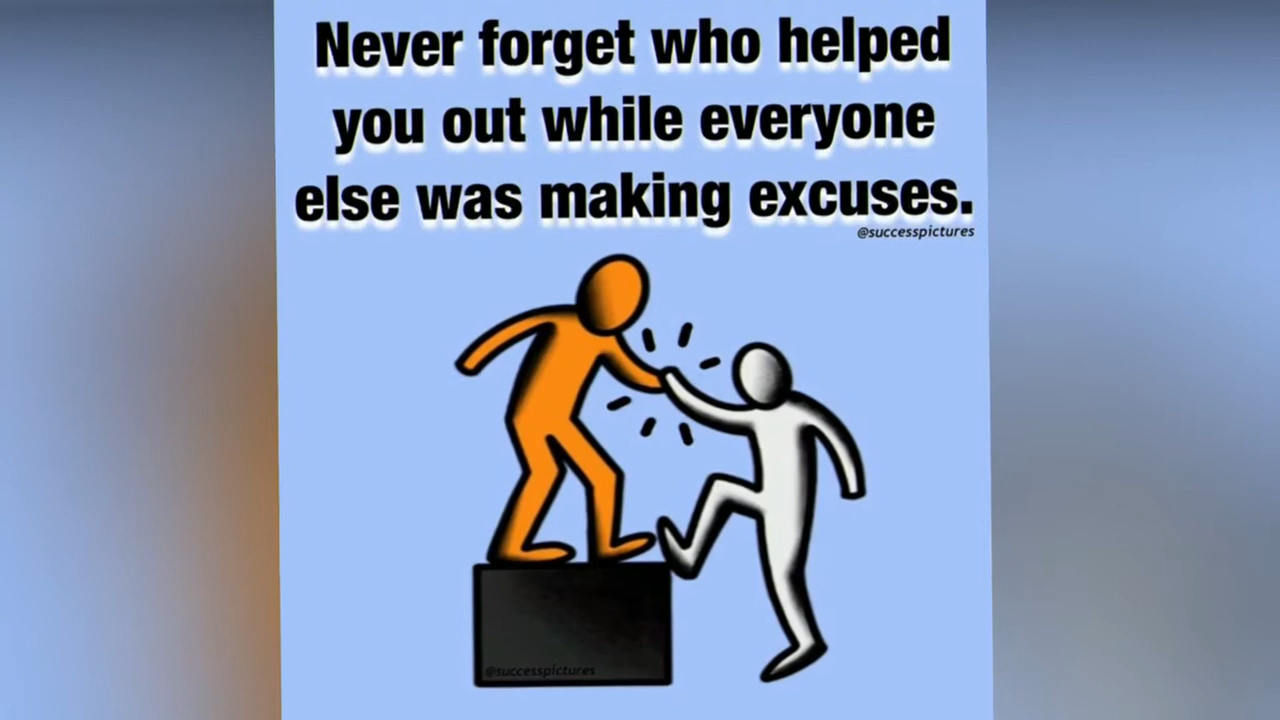 Never forget who helped
you out while everyone
else was making excuses.
@successpictures
@successpictures